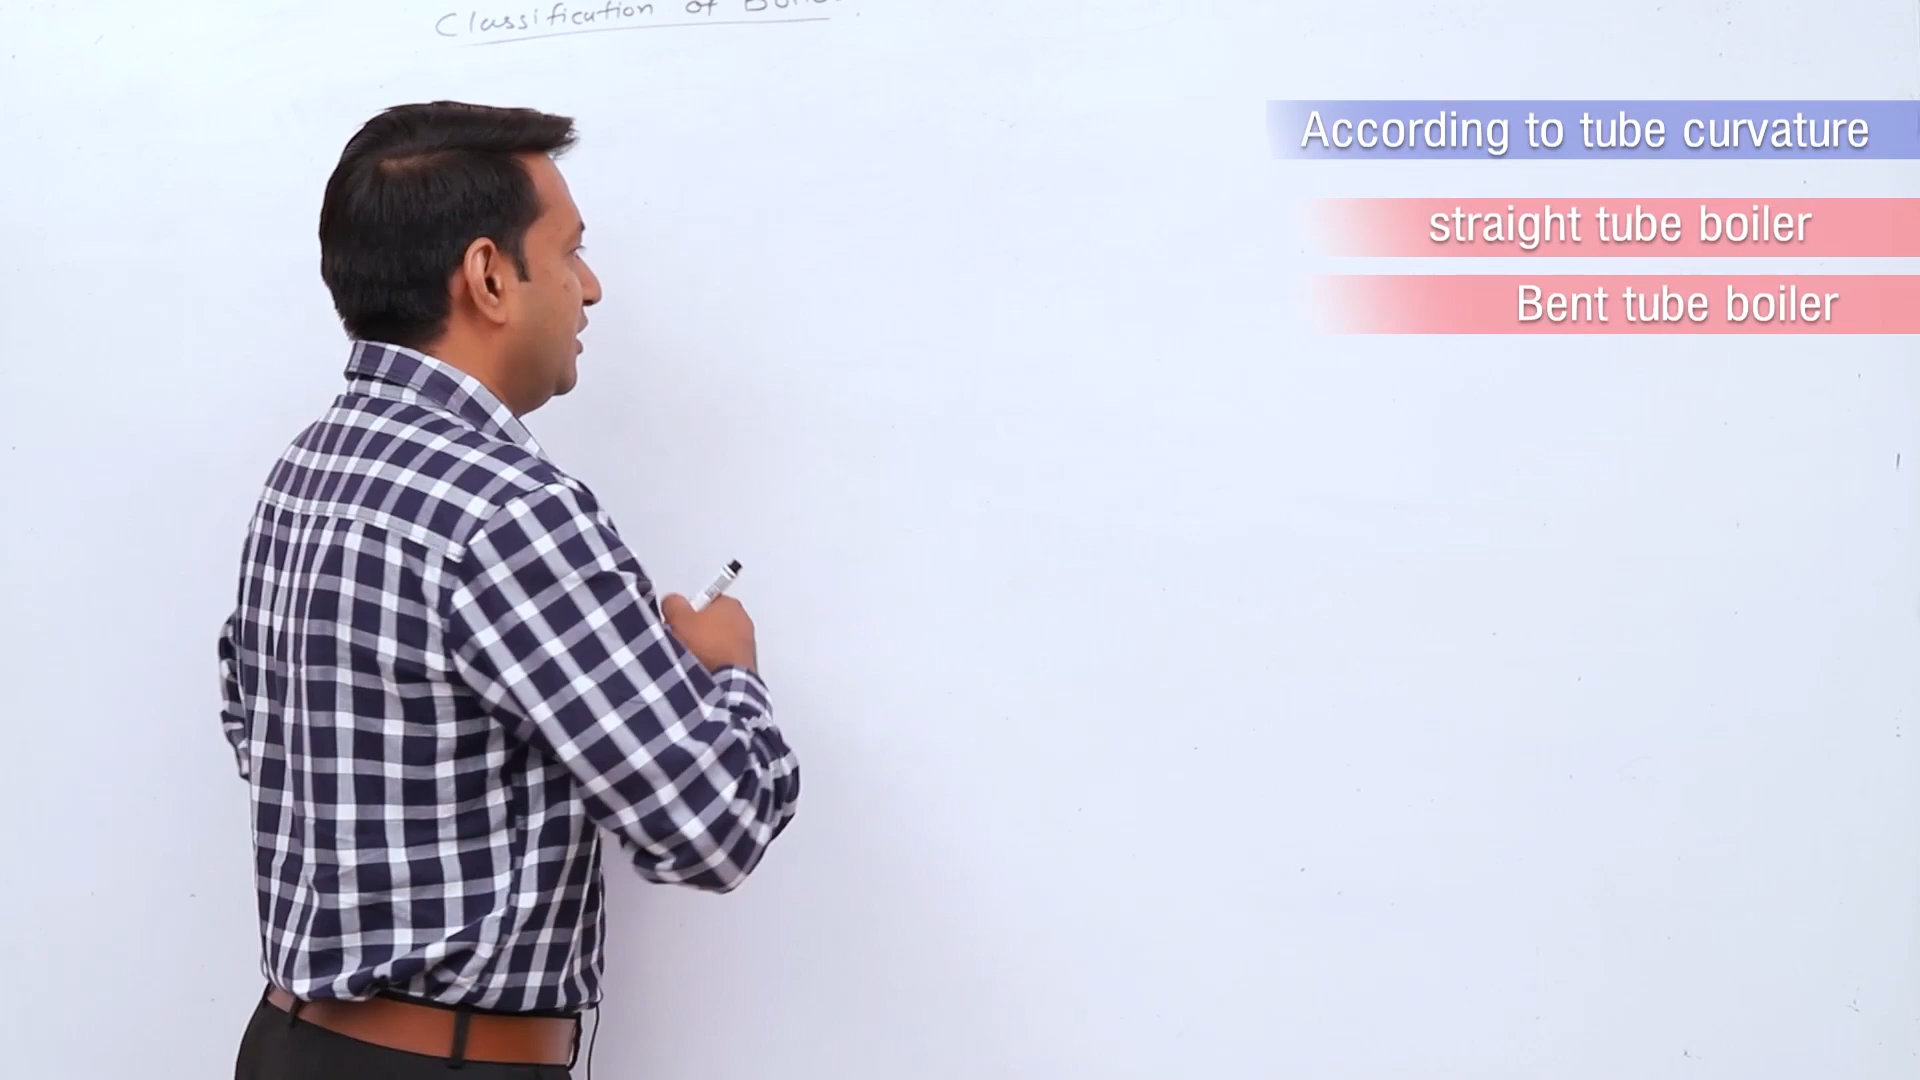 Classification of
According to tube curvature
straight tube boiler
Bent tube boiler